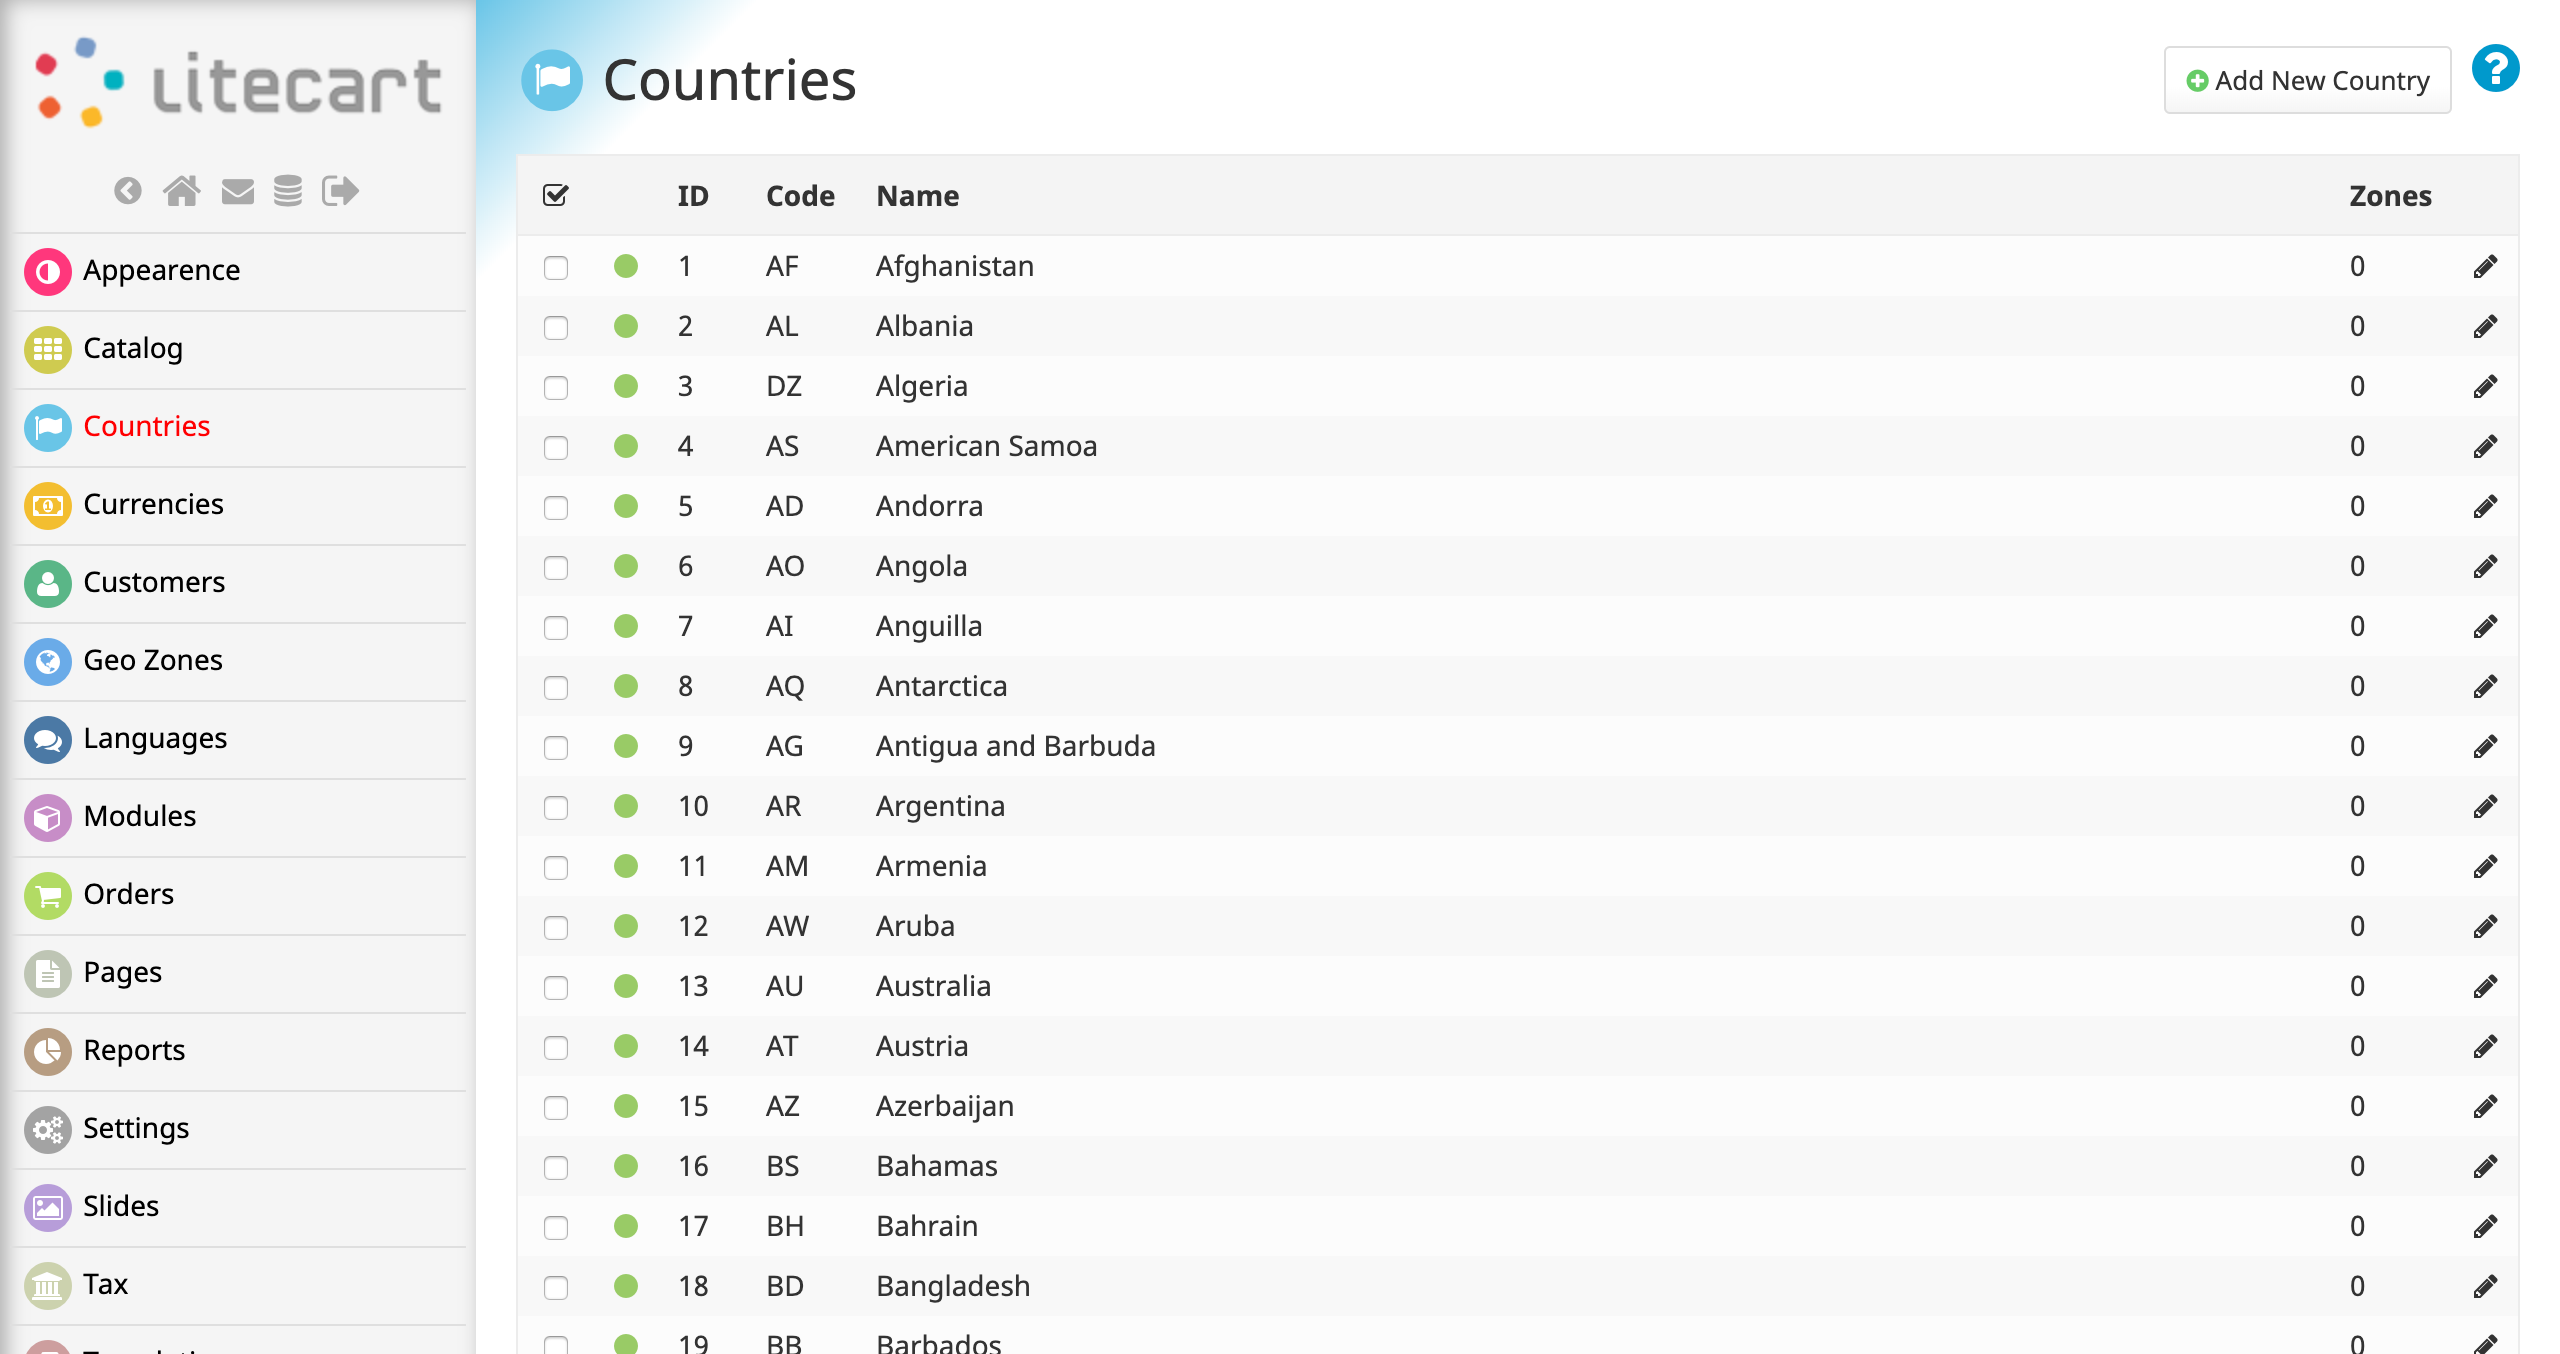 Litecart
Countries
Add New Country
Appearence
Catalog
Countries
Currencies
Customers
Geo Zones
Languages
Modules
Orders
Pages
Reports
Settings
Slides
Tax
ID Code Name Zones
1 AF Afghanistan 0
2 AL Albania 0
3 DZ Algeria 0
4 AS American Samoa 0
5 AD Andorra 0
6 AO Angola 0
7 AI Anguilla 0
8 AQ Antarctica 0
9 AG Antigua and Barbuda 0
10 AR Argentina 0
11 AM Armenia 0
12 AW Aruba 0
13 AU Australia 0
14 AT Austria 0
15 AZ Azerbaijan 0
16 BS Bahamas 0
17 BH Bahrain 0
18 BD Bangladesh 0
19 BB Barbados 0